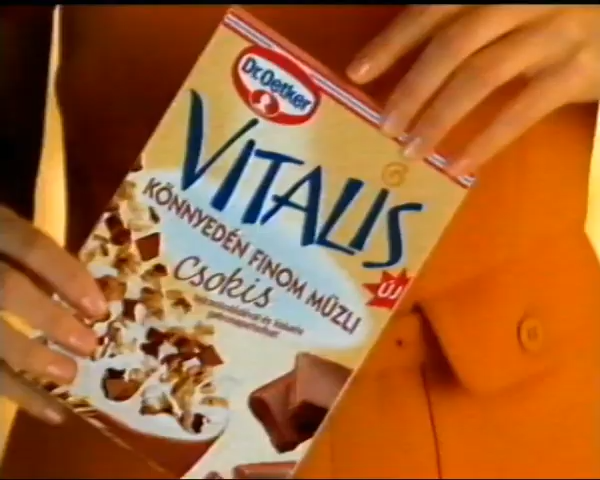 Dr. Oetker
VITALIS
KÖNNYEDÉN FINOM MÜZLI
Csokis
ÚJ